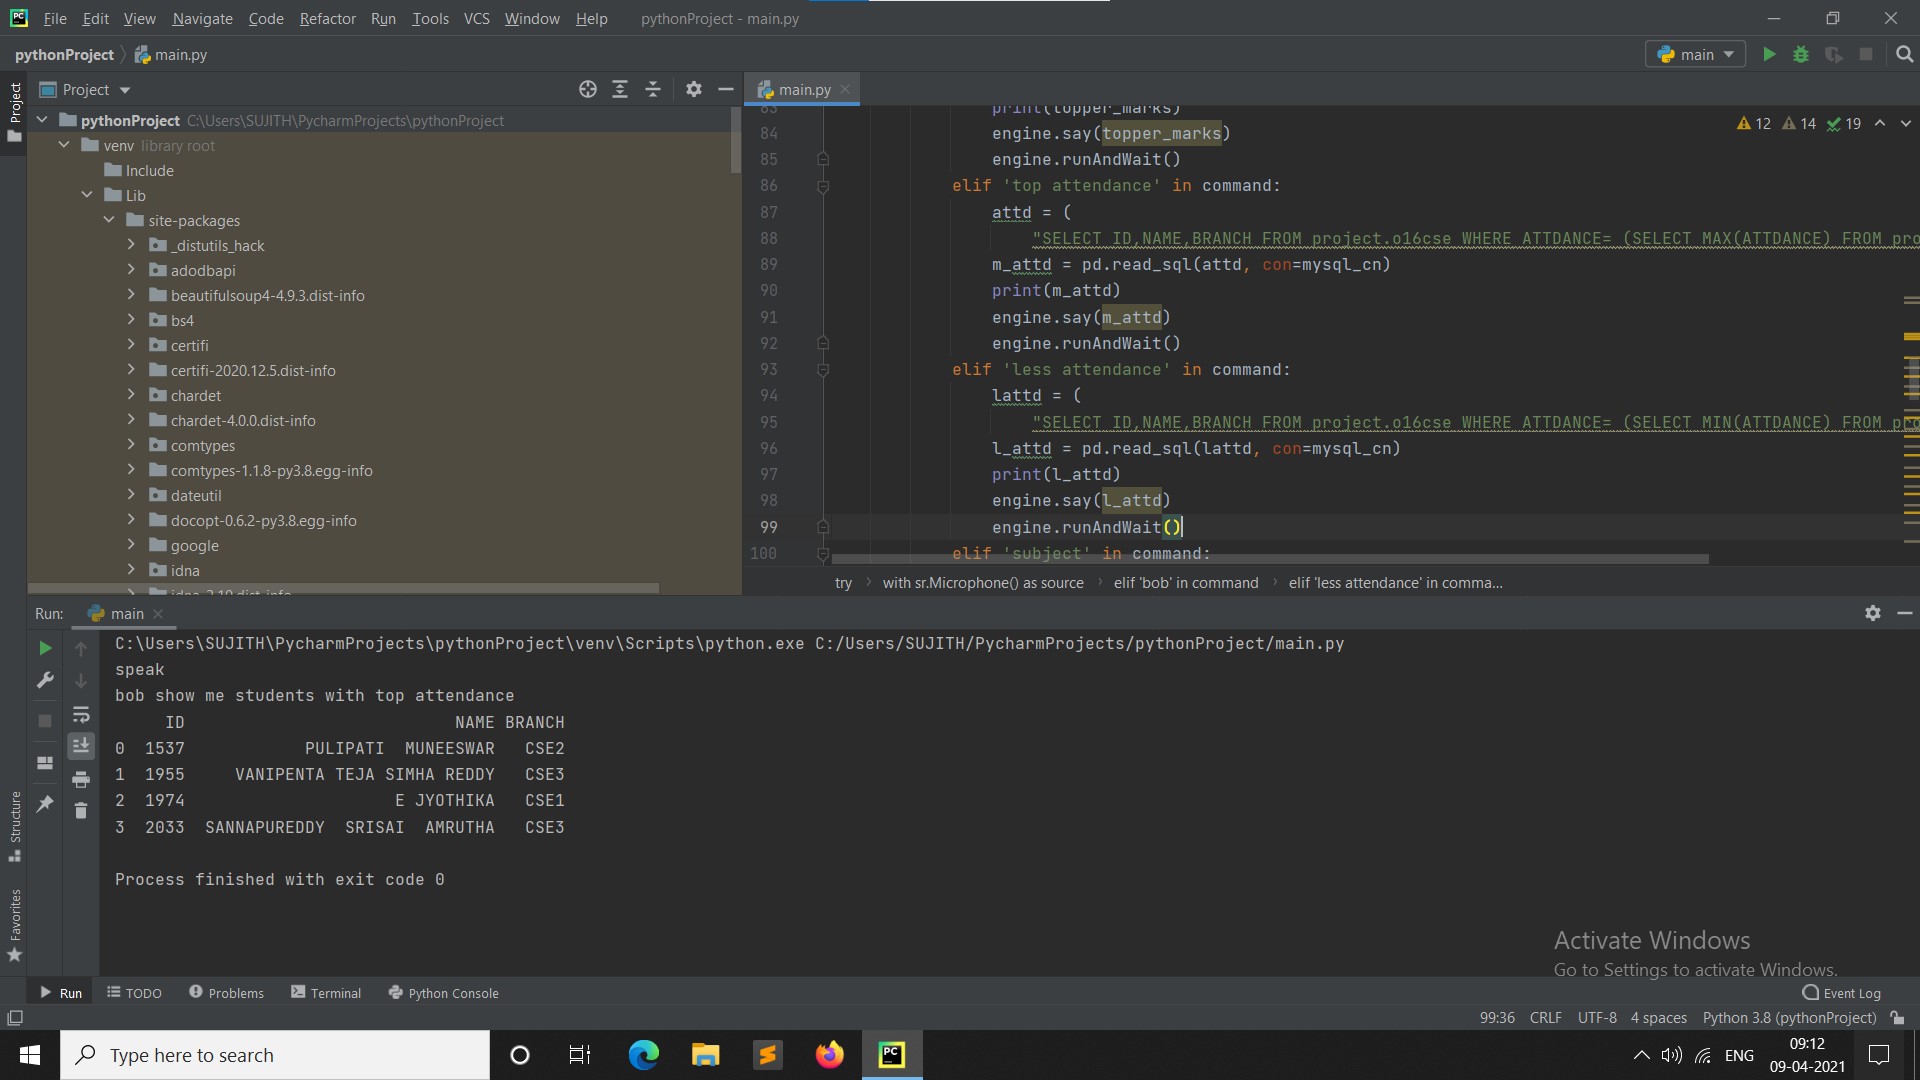 File Edit View Navigate Code Refactor Run Tools VCS Window Help pythonProject - main.py
pythonProject main.py
main
Project
Project
main.py
pythonProject C:\Users\SUJITH\PycharmProjects\pythonProject
venv library root
Include
Lib
site-packages
_distutils_hack
adodbapi
beautifulsoup4-4.9.3.dist-info
bs4
certifi
certifi-2020.12.5.dist-info
chardet
chardet-4.0.0.dist-info
comtypes
comtypes-1.1.8-py3.8.egg-info
dateutil
docopt-0.6.2-py3.8.egg-info
google
idna
12 14 19
83 print(topper_marks)
84 engine.say(topper_marks)
85 engine.runAndWait()
86 elif 'top attendance' in command:
87 attd = (
88 "SELECT ID,NAME,BRANCH FROM project.o16cse WHERE ATTDANCE= (SELECT MAX(ATTDANCE) FROM pro
89 m_attd = pd.read_sql(attd, con=mysql_cn)
90 print(m_attd)
91 engine.say(m_attd)
92 engine.runAndWait()
93 elif 'less attendance' in command:
94 lattd = (
95 "SELECT ID,NAME,BRANCH FROM project.o16cse WHERE ATTDANCE= (SELECT MIN(ATTDANCE) FROM pro
96 l_attd = pd.read_sql(lattd, con=mysql_cn)
97 print(l_attd)
98 engine.say(l_attd)
99 engine.runAndWait()
100 elif 'subject' in command:
try with sr.Microphone() as source elif 'bob' in command elif 'less attendance' in comma...
Run: main
C:\Users\SUJITH\PycharmProjects\pythonProject\venv\Scripts\python.exe C:/Users/SUJITH/PycharmProjects/pythonProject/main.py
speak
bob show me students with top attendance
ID NAME BRANCH
0 1537 PULIPATI MUNEESWAR CSE2
1 1955 VANIPENTA TEJA SIMHA REDDY CSE3
2 1974 E JYOTHIKA CSE1
3 2033 SANNAPUREDDY SRISAI AMRUTHA CSE3
Process finished with exit code 0
Structure
Favorites
Activate Windows
Go to Settings to activate Windows.
Run TODO Problems Terminal Python Console Event Log
99:36 CRLF UTF-8 4 spaces Python 3.8 (pythonProject)
Type here to search
PC
ENG
09:12
09-04-2021